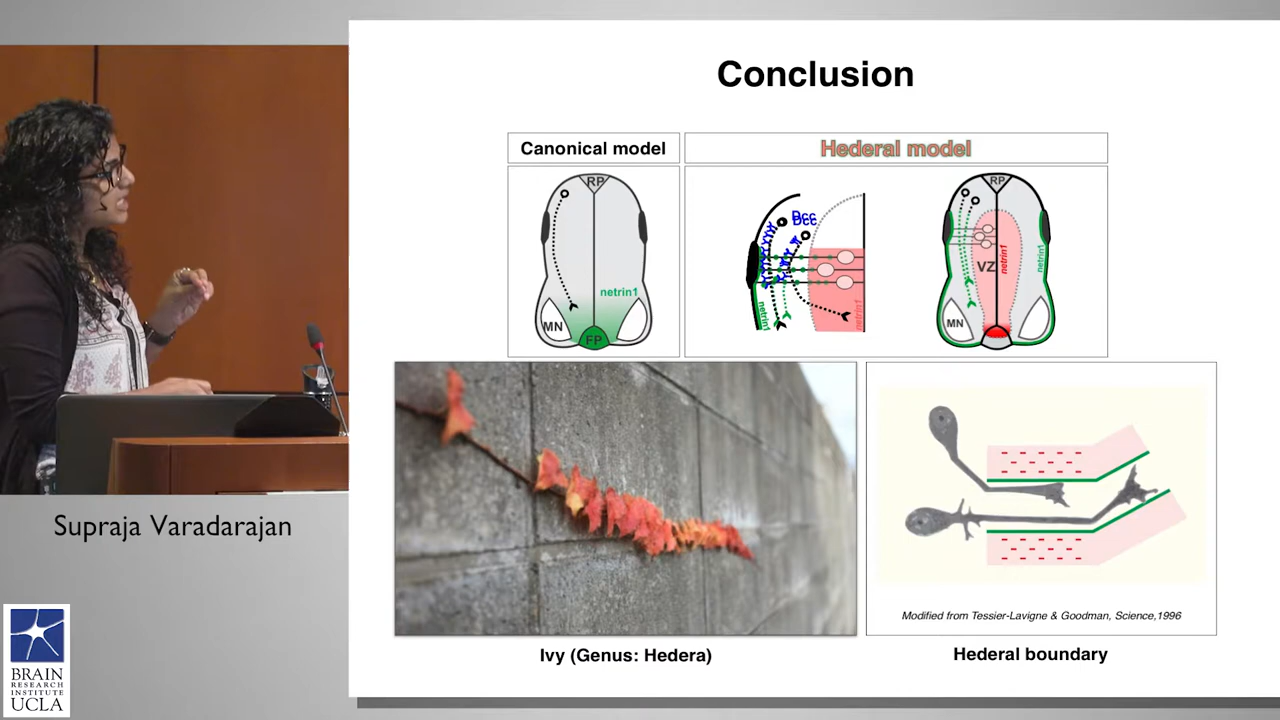 Conclusion
Canonical model
Hederal model
RP
netrin1
MN
FP
Dcc
Dcc
netrin1
netrin1
RP
VZ
netrin1
netrin1
MN
Ivy (Genus: Hedera)
Modified from Tessier-Lavigne & Goodman, Science,1996
Hederal boundary
Supraja Varadarajan
BRAIN
RESEARCH
INSTITUTE
UCLA